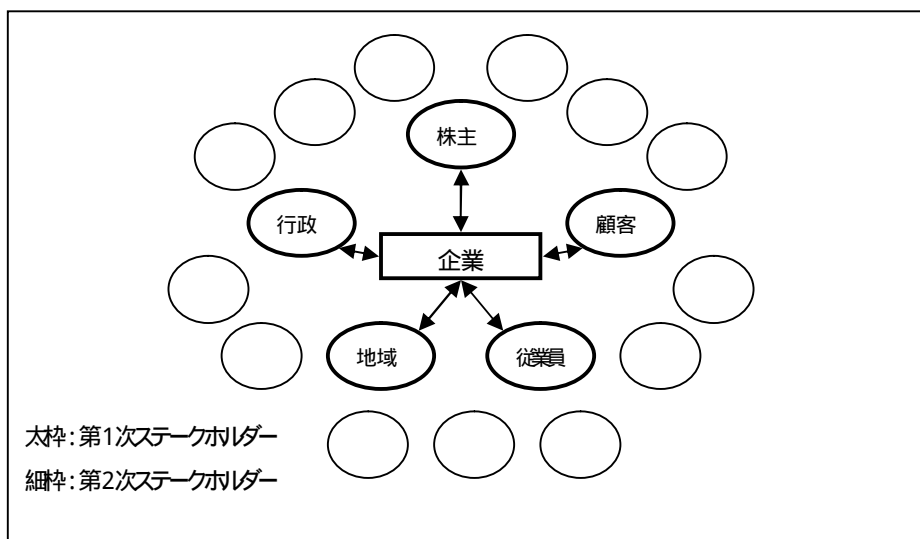 株主
行政
顧客
企業
地域
従業員
太枠：第1次ステークホルダー
細枠：第2次ステークホルダー